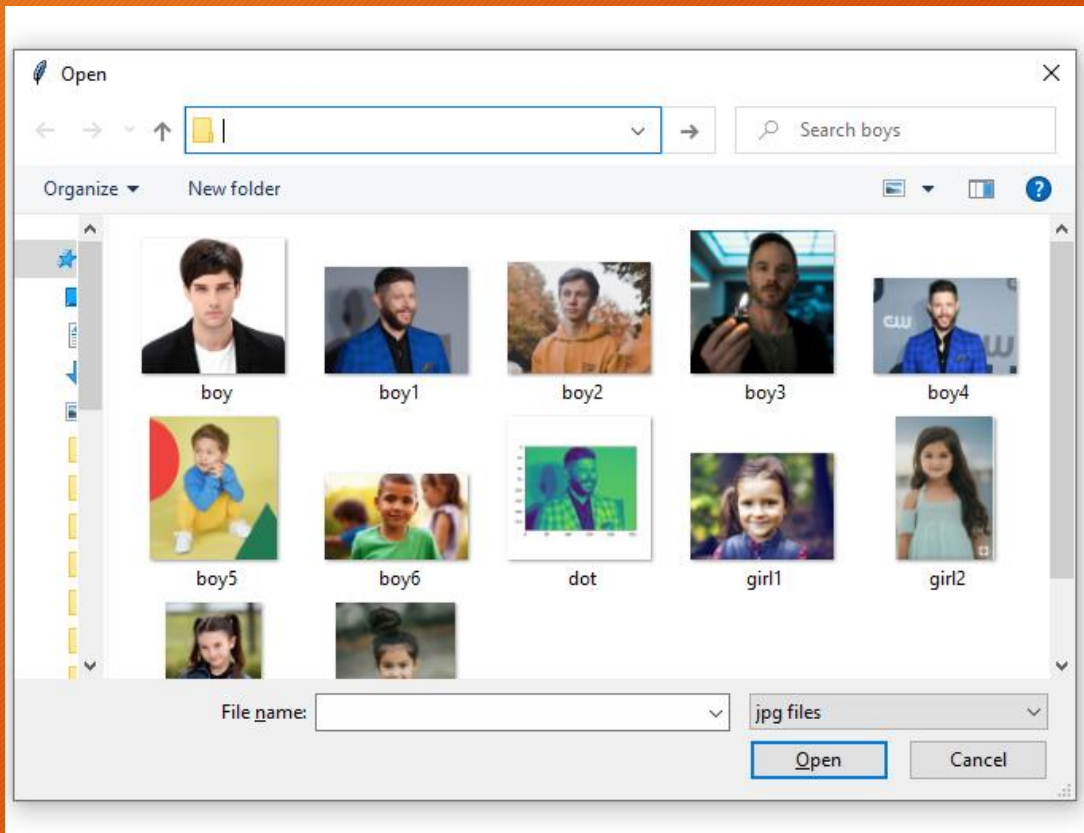 Open
Search boys
Organize
New folder
boy
boy1
boy2
boy3
boy4
CW
W
boy5
boy6
dot
girl1
girl2
File name:
jpg files
Open
Cancel